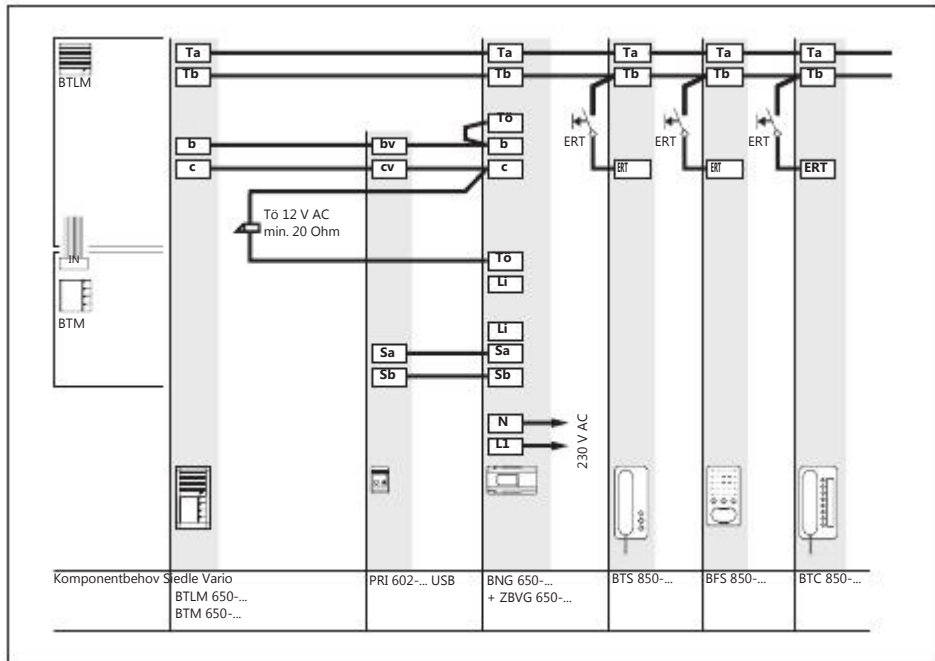 Ta Ta Ta Ta Ta
BTLM
Tb Tb Tb Tb Tb
Tö
b bv b
ERT ERT ERT
c cv c ERT ERT ERT
Tö 12 V AC
min. 20 Ohm
IN
Tö
Li
BTM
Li
Sa Sa
Sb Sb
N
L1
230 V AC
Komponentbehov Siedle Vario
BTLM 650-...
BTM 650-...
PRI 602-... USB
BNG 650-...
+ ZBVG 650-...
BTS 850-...
BFS 850-...
BTC 850-...